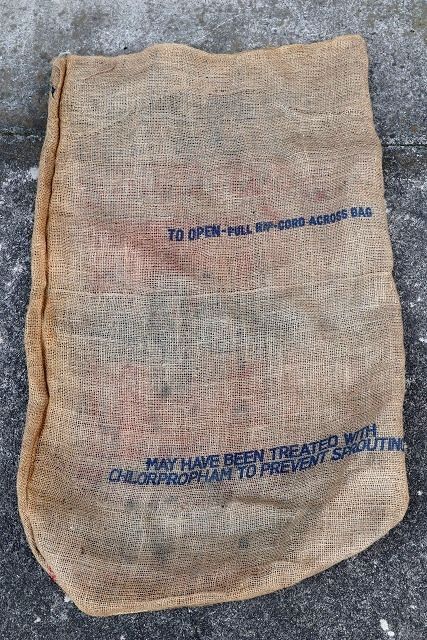 TO OPEN-PULL RIP-CORD ACROSS BAG
MAY HAVE BEEN TREATED WITH
CHLORPROPHAM TO PREVENT SPROUTING